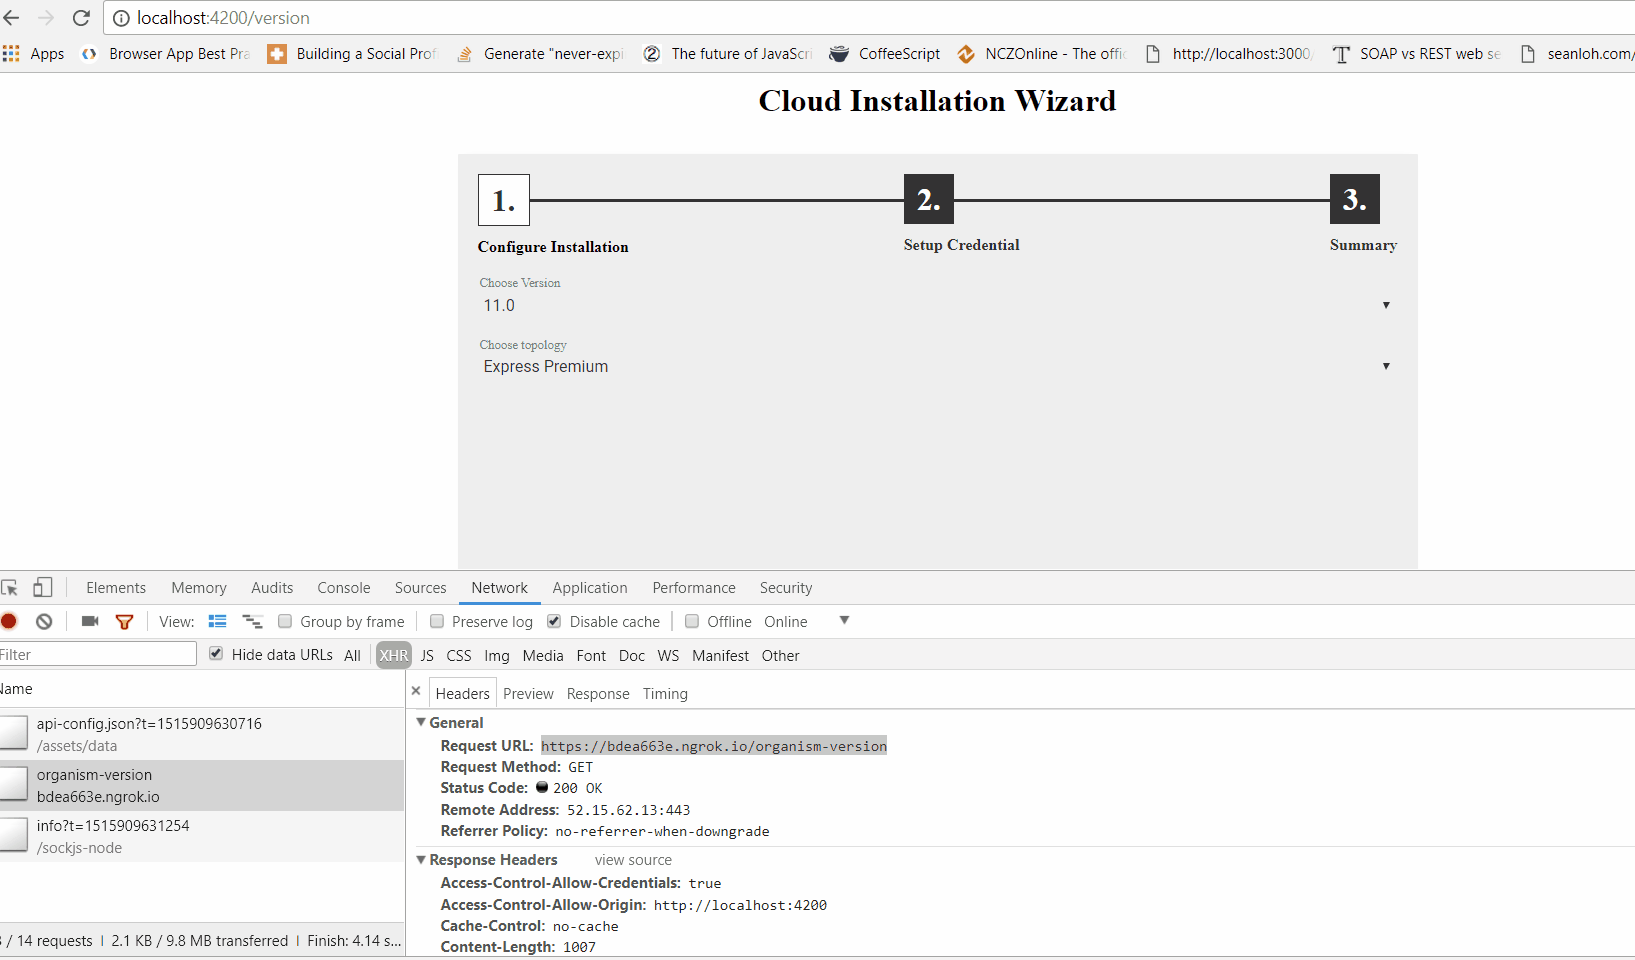 localhost:4200/version
Apps Browser App Best Pra Building a Social Prof Generate "never-expi The future of JavaScri CoffeeScript NCZOnline - The offic http://localhost:3000/ SOAP vs REST web se seanloh.com/
Cloud Installation Wizard
1. 2. 3.
Configure Installation Setup Credential Summary
Choose Version
11.0
Choose topology
Express Premium
Elements Memory Audits Console Sources Network Application Performance Security
View: Group by frame Preserve log Disable cache Offline Online
Filter Hide data URLs All XHR JS CSS Img Media Font Doc WS Manifest Other
Name Headers Preview Response Timing
api-config.json?t=1515909630716
/assets/data
organism-version
bdea663e.ngrok.io
info?t=1515909631254
/sockjs-node
General
Request URL: https://bdea663e.ngrok.io/organism-version
Request Method: GET
Status Code: 200 OK
Remote Address: 52.15.62.13:443
Referrer Policy: no-referrer-when-downgrade
Response Headers view source
Access-Control-Allow-Credentials: true
Access-Control-Allow-Origin: http://localhost:4200
Cache-Control: no-cache
Content-Length: 1007
/ 14 requests | 2.1 KB / 9.8 MB transferred | Finish: 4.14 s...